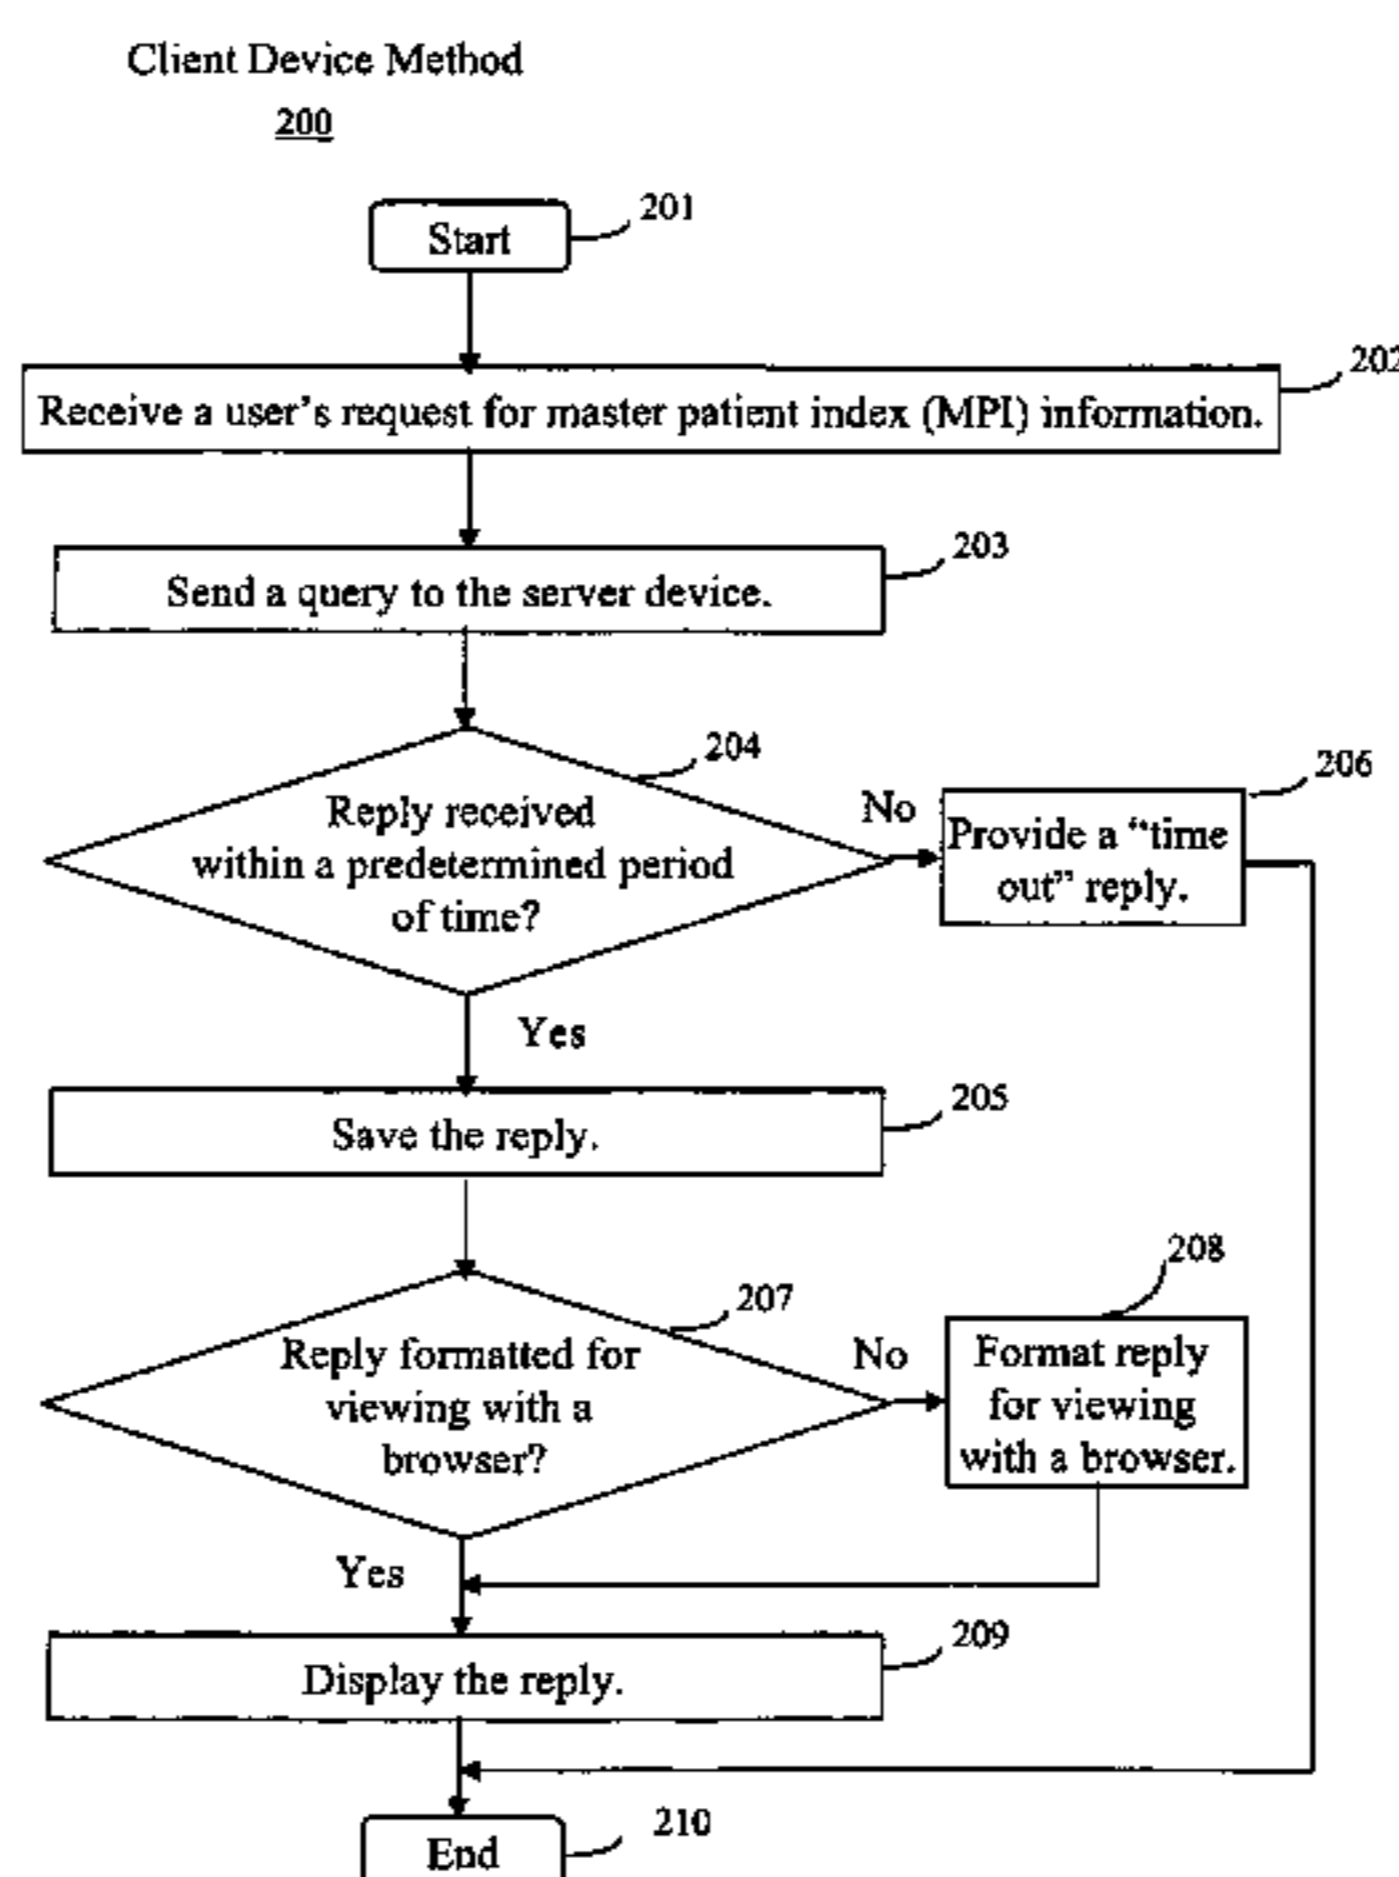 Client Device Method
200
Start
201
202
Receive a user's request for master patient index (MPI) information.
203
Send a query to the server device.
204
Reply received
within a predetermined period
of time?
No
206
Provide a “time
out” reply.
Yes
205
Save the reply.
207
208
Reply formatted for
viewing with a
browser?
No
Format reply
for viewing
with a browser.
Yes
209
Display the reply.
210
End